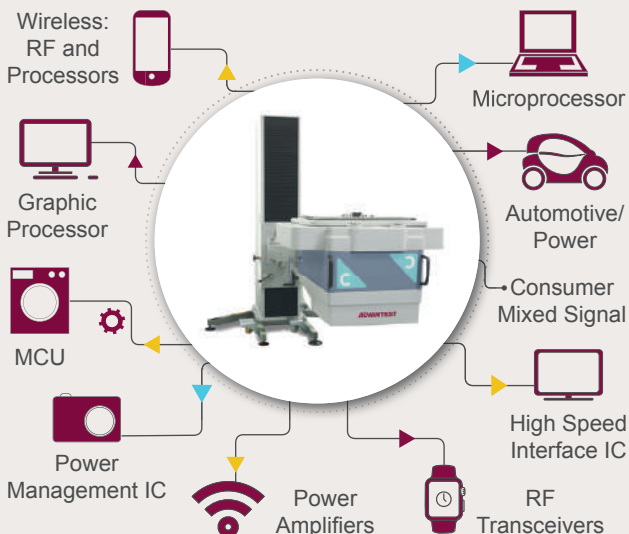 Wireless:
RF and
Processors
Microprocessor
Graphic
Processor
Automotive/
Power
Consumer
Mixed Signal
MCU
High Speed
Interface IC
Power
Management IC
Power
Amplifiers
RF
Transceivers
ADVANTEST